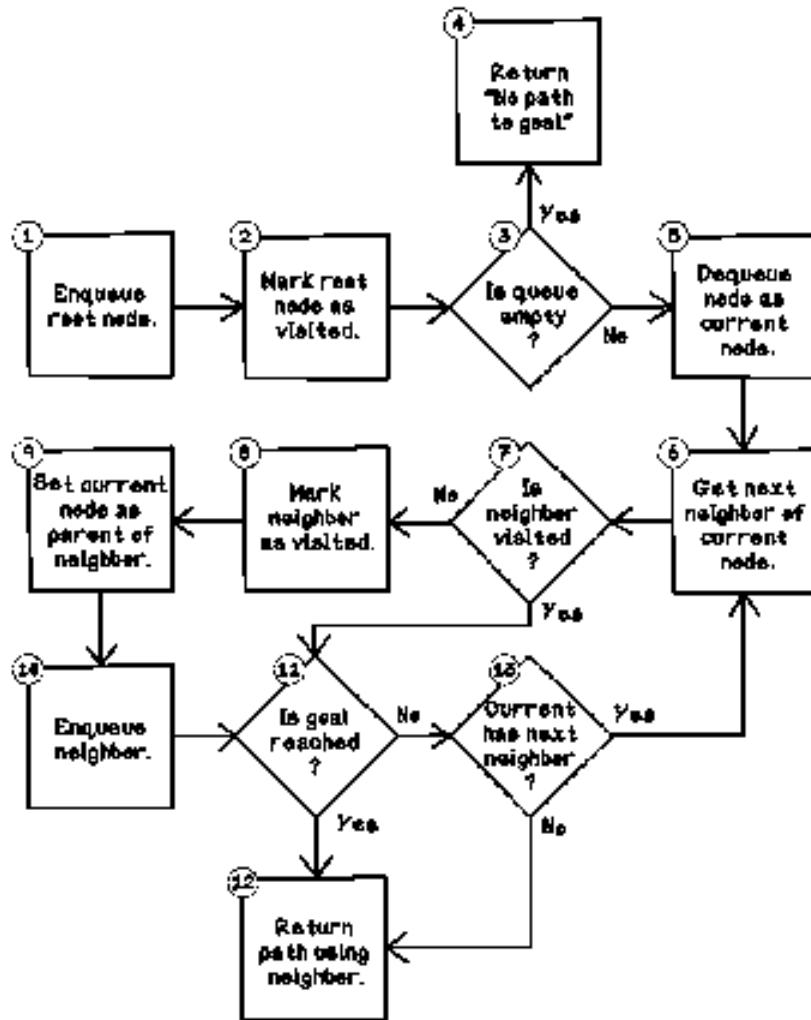 4
Return
"No path
to goal"
Yes
1
Enqueue
root node.
2
Mark root
node as
visited.
3
Is queue
empty
?
No
5
Dequeue
node as
current
node.
9
Set current
node as
parent of
neighbor.
8
Mark
neighbor
as visited.
No
7
Is
neighbor
visited
?
Yes
6
Get next
neighbor of
current
node.
10
Enqueue
neighbor.
11
Is goal
reached
?
No
Yes
13
Current
has next
neighbor
?
Yes
No
12
Return
path using
neighbor.